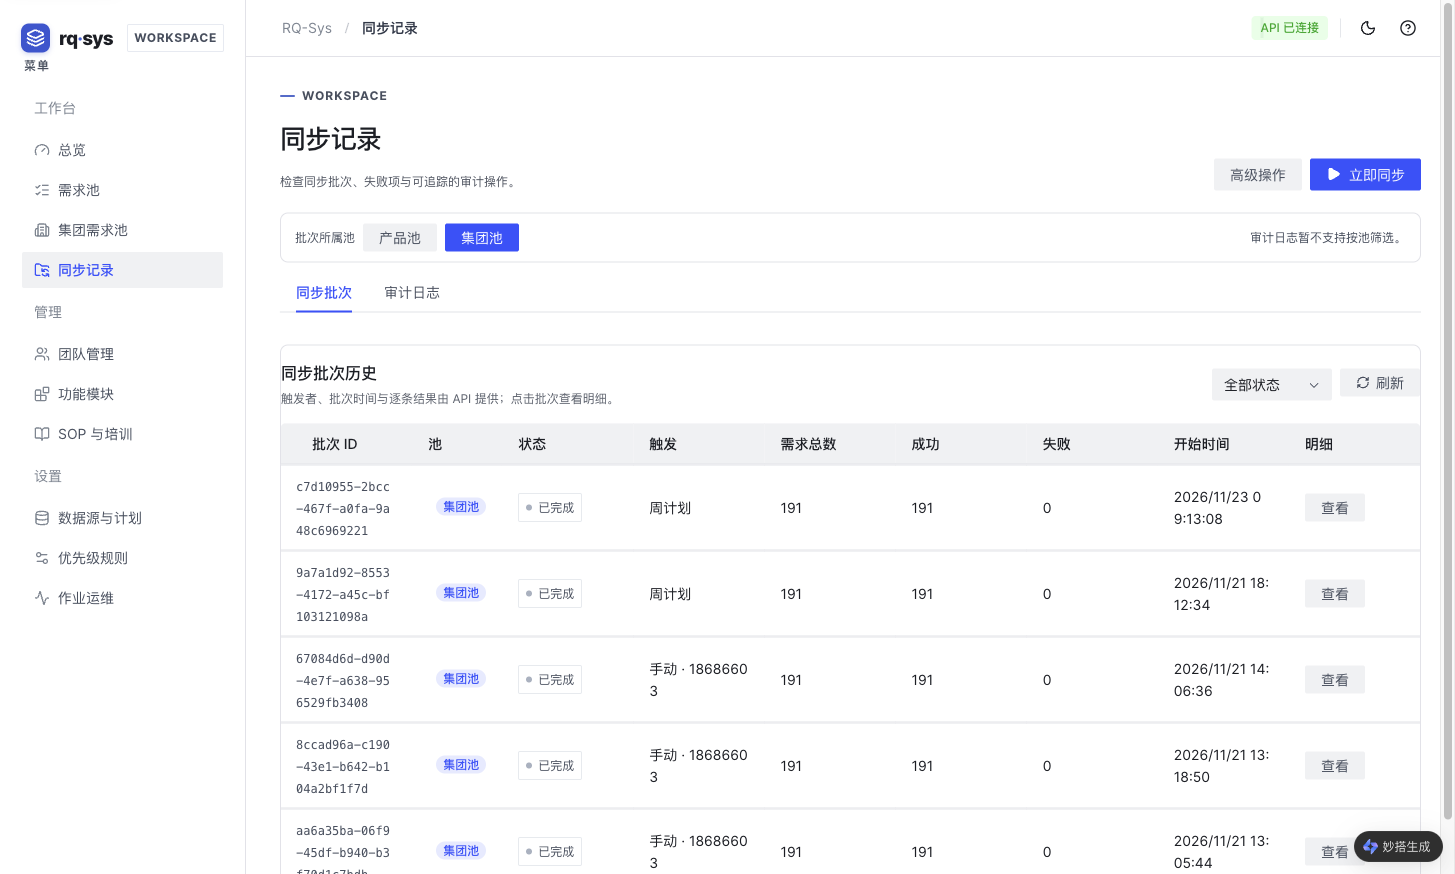 rq·sys WORKSPACE
菜单
工作台
总览
需求池
集团需求池
同步记录
管理
团队管理
功能模块
SOP 与培训
设置
数据源与计划
优先级规则
作业运维
RQ-Sys / 同步记录
API 已连接
WORKSPACE
同步记录
检查同步批次、失败项与可追踪的审计操作。
高级操作 立即同步
批次所属池 产品池 集团池 审计日志暂不支持按池筛选。
同步批次 审计日志
同步批次历史
触发者、批次时间与逐条结果由 API 提供；点击批次查看明细。
全部状态 刷新
批次 ID 池 状态 触发 需求总数 成功 失败 开始时间 明细
c7d10955-2bcc
-467f-a0fa-9a
48c6969221
集团池 已完成 周计划 191 191 0
2026/11/23 0
9:13:08
查看
9a7a1d92-8553
-4172-a45c-bf
103121098a
集团池 已完成 周计划 191 191 0
2026/11/21 18:
12:34
查看
67084d6d-d90d
-4e7f-a638-95
6529fb3408
集团池 已完成
手动 · 1868660
3
191 191 0
2026/11/21 14:
06:36
查看
8ccad96a-c190
-43e1-b642-b1
04a2bf1f7d
集团池 已完成
手动 · 1868660
3
191 191 0
2026/11/21 13:
18:50
查看
aa6a35ba-06f9
-45df-b940-b3
集团池 已完成
手动 · 1868660
3
191 191 0
2026/11/21 13:
05:44
查看
妙搭生成